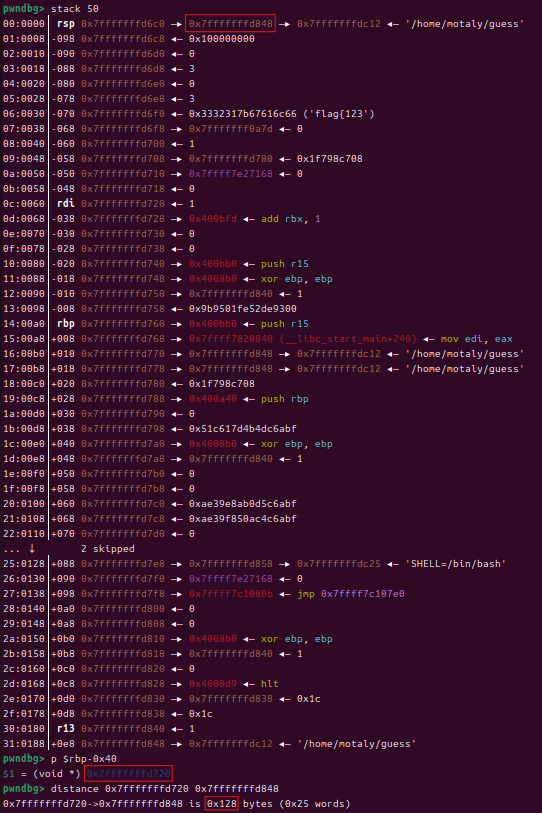 pwndbg> stack 50
00:0000│ rsp 0x7fffffffd6c0 —▸ 0x7fffffffd848 —▸ 0x7fffffffdc12 ◂— '/home/motaly/guess'
01:0008│-098 0x7fffffffd6c8 ◂— 0x100000000
02:0010│-090 0x7fffffffd6d0 ◂— 0
03:0018│-088 0x7fffffffd6d8 ◂— 3
04:0020│-080 0x7fffffffd6e0 ◂— 0
05:0028│-078 0x7fffffffd6e8 ◂— 3
06:0030│-070 0x7fffffffd6f0 ◂— 0x3332317b67616c66 ('flag{123')
07:0038│-068 0x7fffffffd6f8 —▸ 0x7fffffff0a7d ◂— 0
08:0040│-060 0x7fffffffd700 ◂— 1
09:0048│-058 0x7fffffffd708 —▸ 0x7fffffffd780 ◂— 0x1f798c708
0a:0050│-050 0x7fffffffd710 —▸ 0x7ffff7e27168 ◂— 0
0b:0058│-048 0x7fffffffd718 ◂— 0
0c:0060│ rdi 0x7fffffffd720 ◂— 1
0d:0068│-038 0x7fffffffd728 —▸ 0x400bfd ◂— add rbx, 1
0e:0070│-030 0x7fffffffd730 ◂— 0
0f:0078│-028 0x7fffffffd738 ◂— 0
10:0080│-020 0x7fffffffd740 —▸ 0x400bb0 ◂— push r15
11:0088│-018 0x7fffffffd748 —▸ 0x4008b0 ◂— xor ebp, ebp
12:0090│-010 0x7fffffffd750 —▸ 0x7fffffffd840 ◂— 1
13:0098│-008 0x7fffffffd758 ◂— 0x9b9501fe52de9300
14:00a0│ rbp 0x7fffffffd760 —▸ 0x400bb0 ◂— push r15
15:00a8│+008 0x7fffffffd768 —▸ 0x7ffff7820840 (__libc_start_main+240) ◂— mov edi, eax
16:00b0│+010 0x7fffffffd770 —▸ 0x7fffffffd848 —▸ 0x7fffffffdc12 ◂— '/home/motaly/guess'
17:00b8│+018 0x7fffffffd778 —▸ 0x7fffffffd848 —▸ 0x7fffffffdc12 ◂— '/home/motaly/guess'
18:00c0│+020 0x7fffffffd780 ◂— 0x1f798c708
19:00c8│+028 0x7fffffffd788 —▸ 0x400a40 ◂— push rbp
1a:00d0│+030 0x7fffffffd790 ◂— 0
1b:00d8│+038 0x7fffffffd798 ◂— 0x51c617d4b4dc6abf
1c:00e0│+040 0x7fffffffd7a0 —▸ 0x4008b0 ◂— xor ebp, ebp
1d:00e8│+048 0x7fffffffd7a8 —▸ 0x7fffffffd840 ◂— 1
1e:00f0│+050 0x7fffffffd7b0 ◂— 0
1f:00f8│+058 0x7fffffffd7b8 ◂— 0
20:0100│+060 0x7fffffffd7c0 ◂— 0xae39e8ab0d5c6abf
21:0108│+068 0x7fffffffd7c8 ◂— 0xae39f850ac4c6abf
22:0110│+070 0x7fffffffd7d0 ◂— 0
... ↓ 2 skipped
25:0128│+088 0x7fffffffd7e8 —▸ 0x7fffffffd858 —▸ 0x7fffffffdc25 ◂— 'SHELL=/bin/bash'
26:0130│+090 0x7fffffffd7f0 —▸ 0x7ffff7e27168 ◂— 0
27:0138│+098 0x7fffffffd7f8 —▸ 0x7ffff7c1080b ◂— jmp 0x7ffff7c107e0
28:0140│+0a0 0x7fffffffd800 ◂— 0
29:0148│+0a8 0x7fffffffd808 ◂— 0
2a:0150│+0b0 0x7fffffffd810 —▸ 0x4008b0 ◂— xor ebp, ebp
2b:0158│+0b8 0x7fffffffd818 —▸ 0x7fffffffd840 ◂— 1
2c:0160│+0c0 0x7fffffffd820 ◂— 0
2d:0168│+0c8 0x7fffffffd828 —▸ 0x4008d9 ◂— hlt
2e:0170│+0d0 0x7fffffffd830 —▸ 0x7fffffffd838 ◂— 0x1c
2f:0178│+0d8 0x7fffffffd838 ◂— 0x1c
30:0180│ r13 0x7fffffffd840 ◂— 1
31:0188│+0e8 0x7fffffffd848 —▸ 0x7fffffffdc12 ◂— '/home/motaly/guess'
pwndbg> p $rbp-0x40
$1 = (void *) 0x7fffffffd720
pwndbg> distance 0x7fffffffd720 0x7fffffffd848
0x7fffffffd720->0x7fffffffd848 is 0x128 bytes (0x25 words)